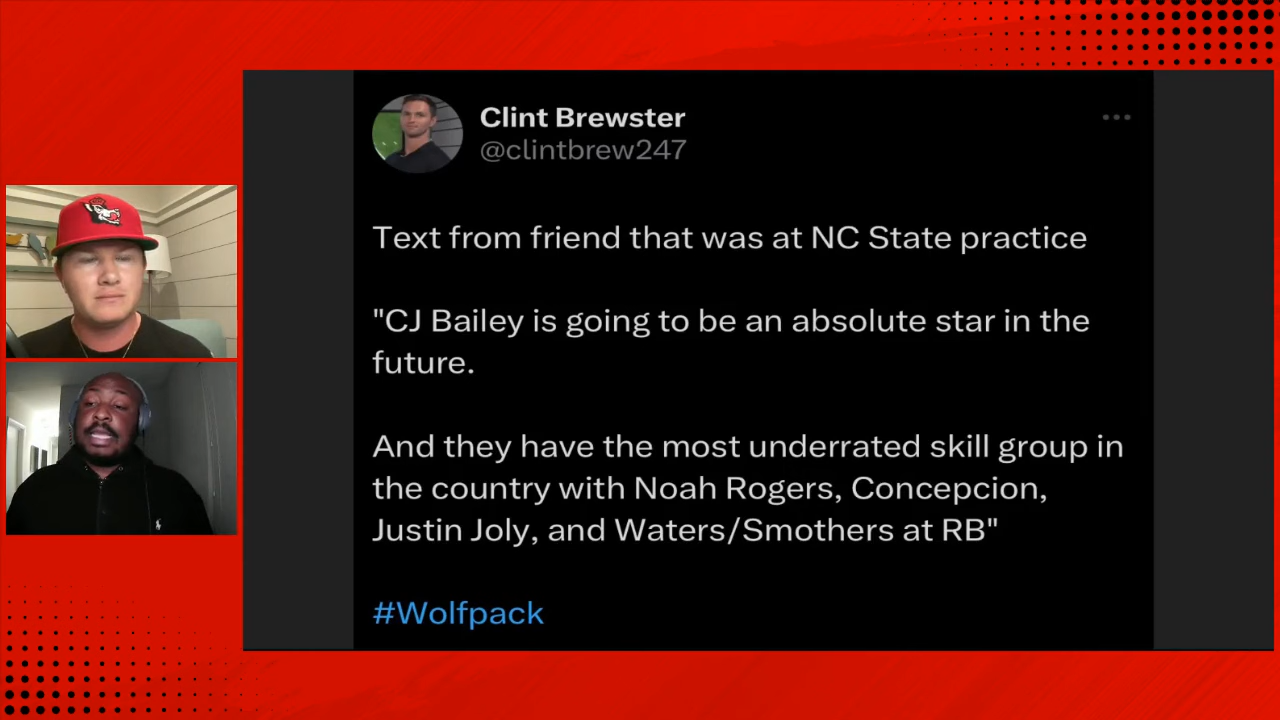 Clint Brewster
@clintbrew247
Text from friend that was at NC State practice
"CJ Bailey is going to be an absolute star in the
future.
And they have the most underrated skill group in
the country with Noah Rogers, Concepcion,
Justin Joly, and Waters/Smothers at RB"
#Wolfpack